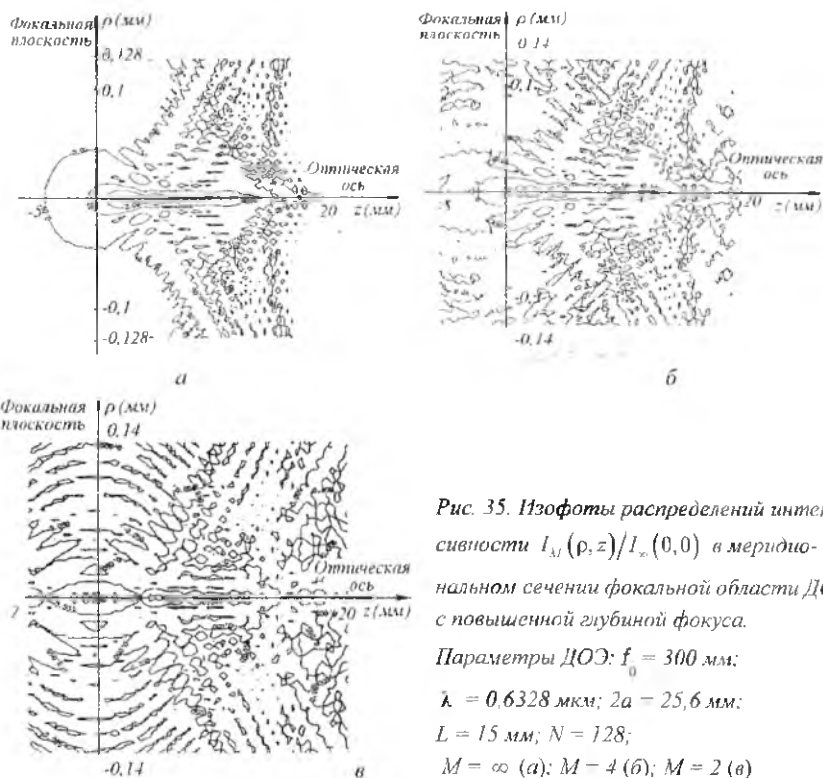 Фокальная ρ (мм)
плоскость
0,128
0,1
Оптическая
ось
-5
20 z(мм)
-0,1
-0,128
а
Фокальная ρ (мм)
плоскость 0,14
0,1
Оптическая
ось
20 z(мм)
-0,14
б
Фокальная ρ (мм)
плоскость 0,14
Оптическая
ось
20 z(мм)
-0,14
в
Рис. 35. Изофоты распределений интен-
сивности I_M(ρ,z)/I_∞(0,0) в меридио-
нальном сечении фокальной области ДО
с повышенной глубиной фокуса.
Параметры ДОЭ: f_0 = 300 мм;
λ = 0,6328 мкм; 2a = 25,6 мм;
L = 15 мм; N = 128;
M = ∞ (а); M = 4 (б); M = 2 (в)